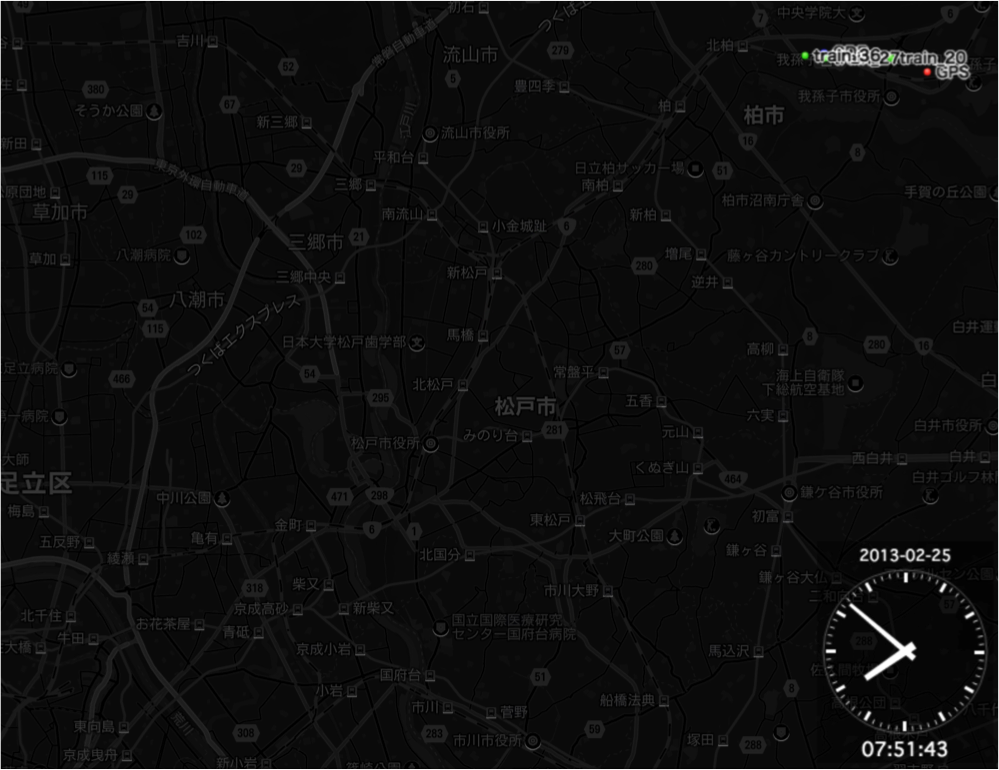 初石
つくばエ
中央学院大
7
6
吉川
常磐自動車道
流山市
279
北柏
train_20
GPS
52
5
380
67
豊四季
そうか公園
新三郷
流山市役所
柏
柏市
我孫子市役所
16
新田
平和台
東京外環自動車道
29
日立柏サッカー場
51
6
115
29
三郷
南柏
手賀の丘公園
草加市
南流山
新柏
柏市沼南庁舎
102
三郷市
21
小金城趾
6
草加
八潮病院
280
増尾
藤ヶ谷カントリークラブ
三郷中央
新松戸
逆井
八潮市
54
115
つくばエクスプレス
日本大学松戸歯学部
馬橋
57
8
280
16
白井運
高柳
足立病院
466
54
北松戸
常盤平
海上自衛隊
下総航空基地
295
松戸市
五香
六実
松戸市役所
みのり台
281
元山
白井市役所
大師
くぬぎ山
西白井
白井
足立区
464
白井ゴルフ林
中川公園
471
298
松飛台
鎌ケ谷市役所
梅島
金町
6
1
東松戸
初富
五反野
亀有
大町公園
綾瀬
北国分
鎌ヶ谷
2013-02-25
318
柴又
市川大野
鎌ヶ谷大仏
北千住
京成高砂
新柴又
お花茶屋
国立国際医療研究
センター国府台病院
牛田
青砥
京成小岩
馬込沢
国府台
51
8
小岩
船橋法典
市川
菅野
東向島
308
283
市川市役所
59
塚田
288
07:51:43
京成曳舟
新小岩
篠崎公園